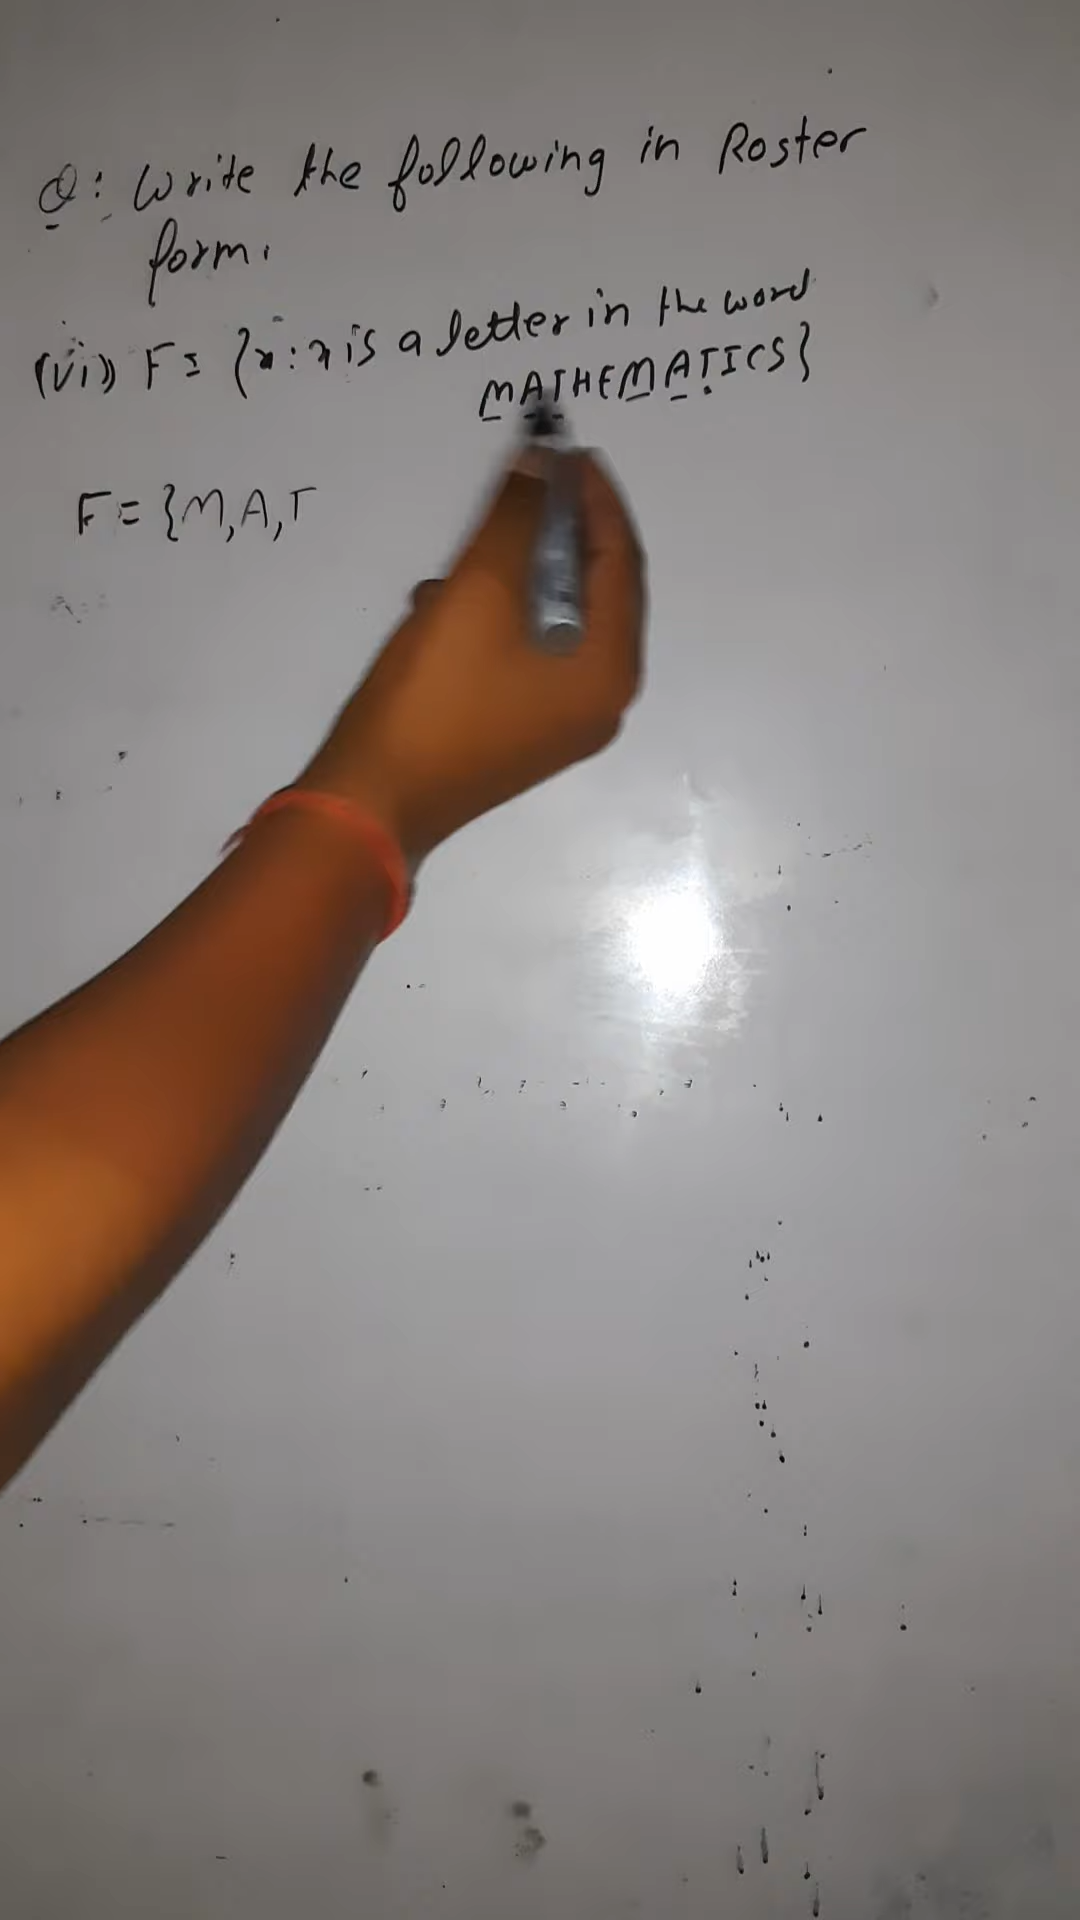 Q: Write the following in Roster
form.
(vi) F = {x : x is a letter in the word
MATHEMATICS}
F = {M, A, T